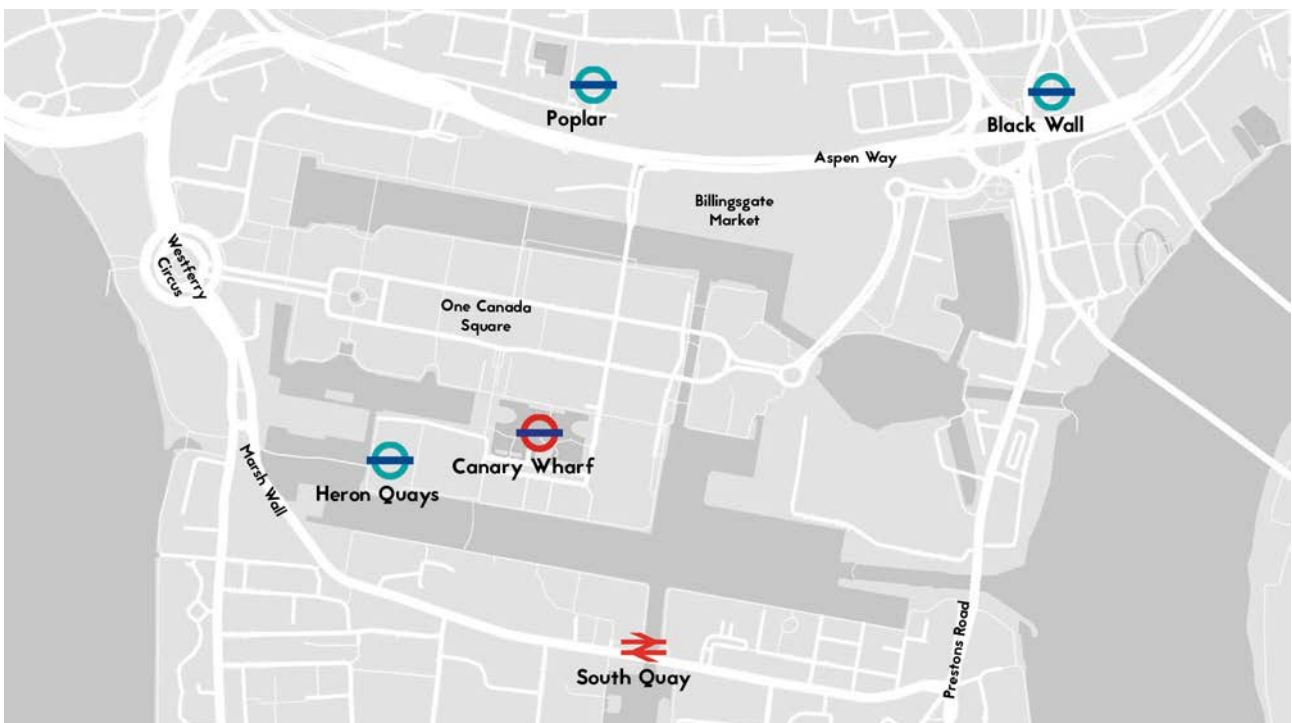 Poplar
Black Wall
Aspen Way
Billingsgate
Market
Westferry
Circus
One Canada
Square
Canary Wharf
Heron Quays
Marsh Wall
Prestons Road
South Quay